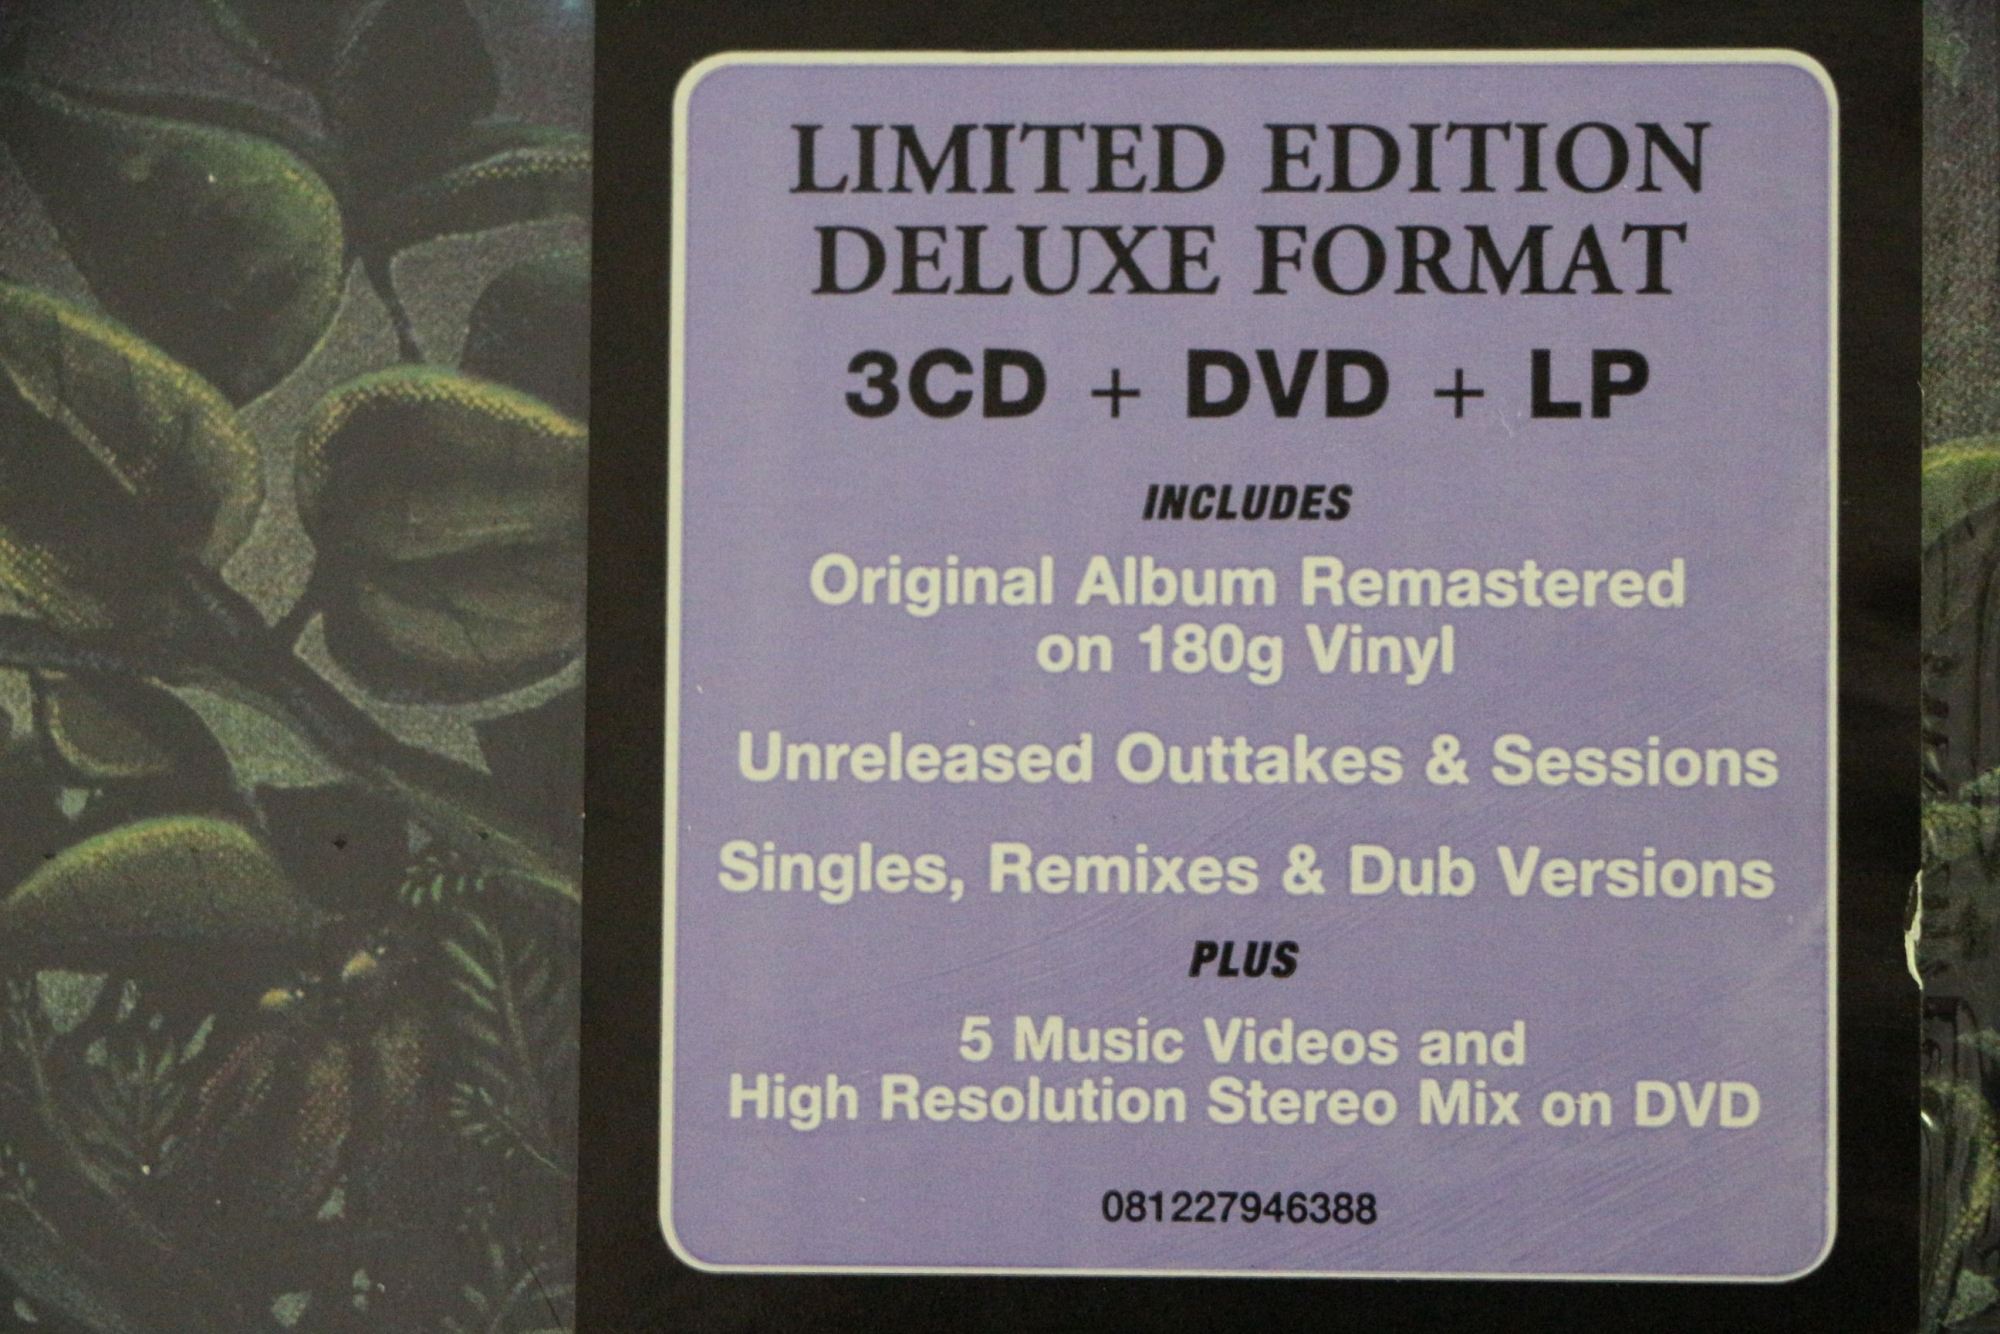 LIMITED EDITION
DELUXE FORMAT
3CD + DVD + LP
INCLUDES
Original Album Remastered
on 180g Vinyl
Unreleased Outtakes & Sessions
Singles, Remixes & Dub Versions
PLUS
5 Music Videos and
High Resolution Stereo Mix on DVD
081227946388